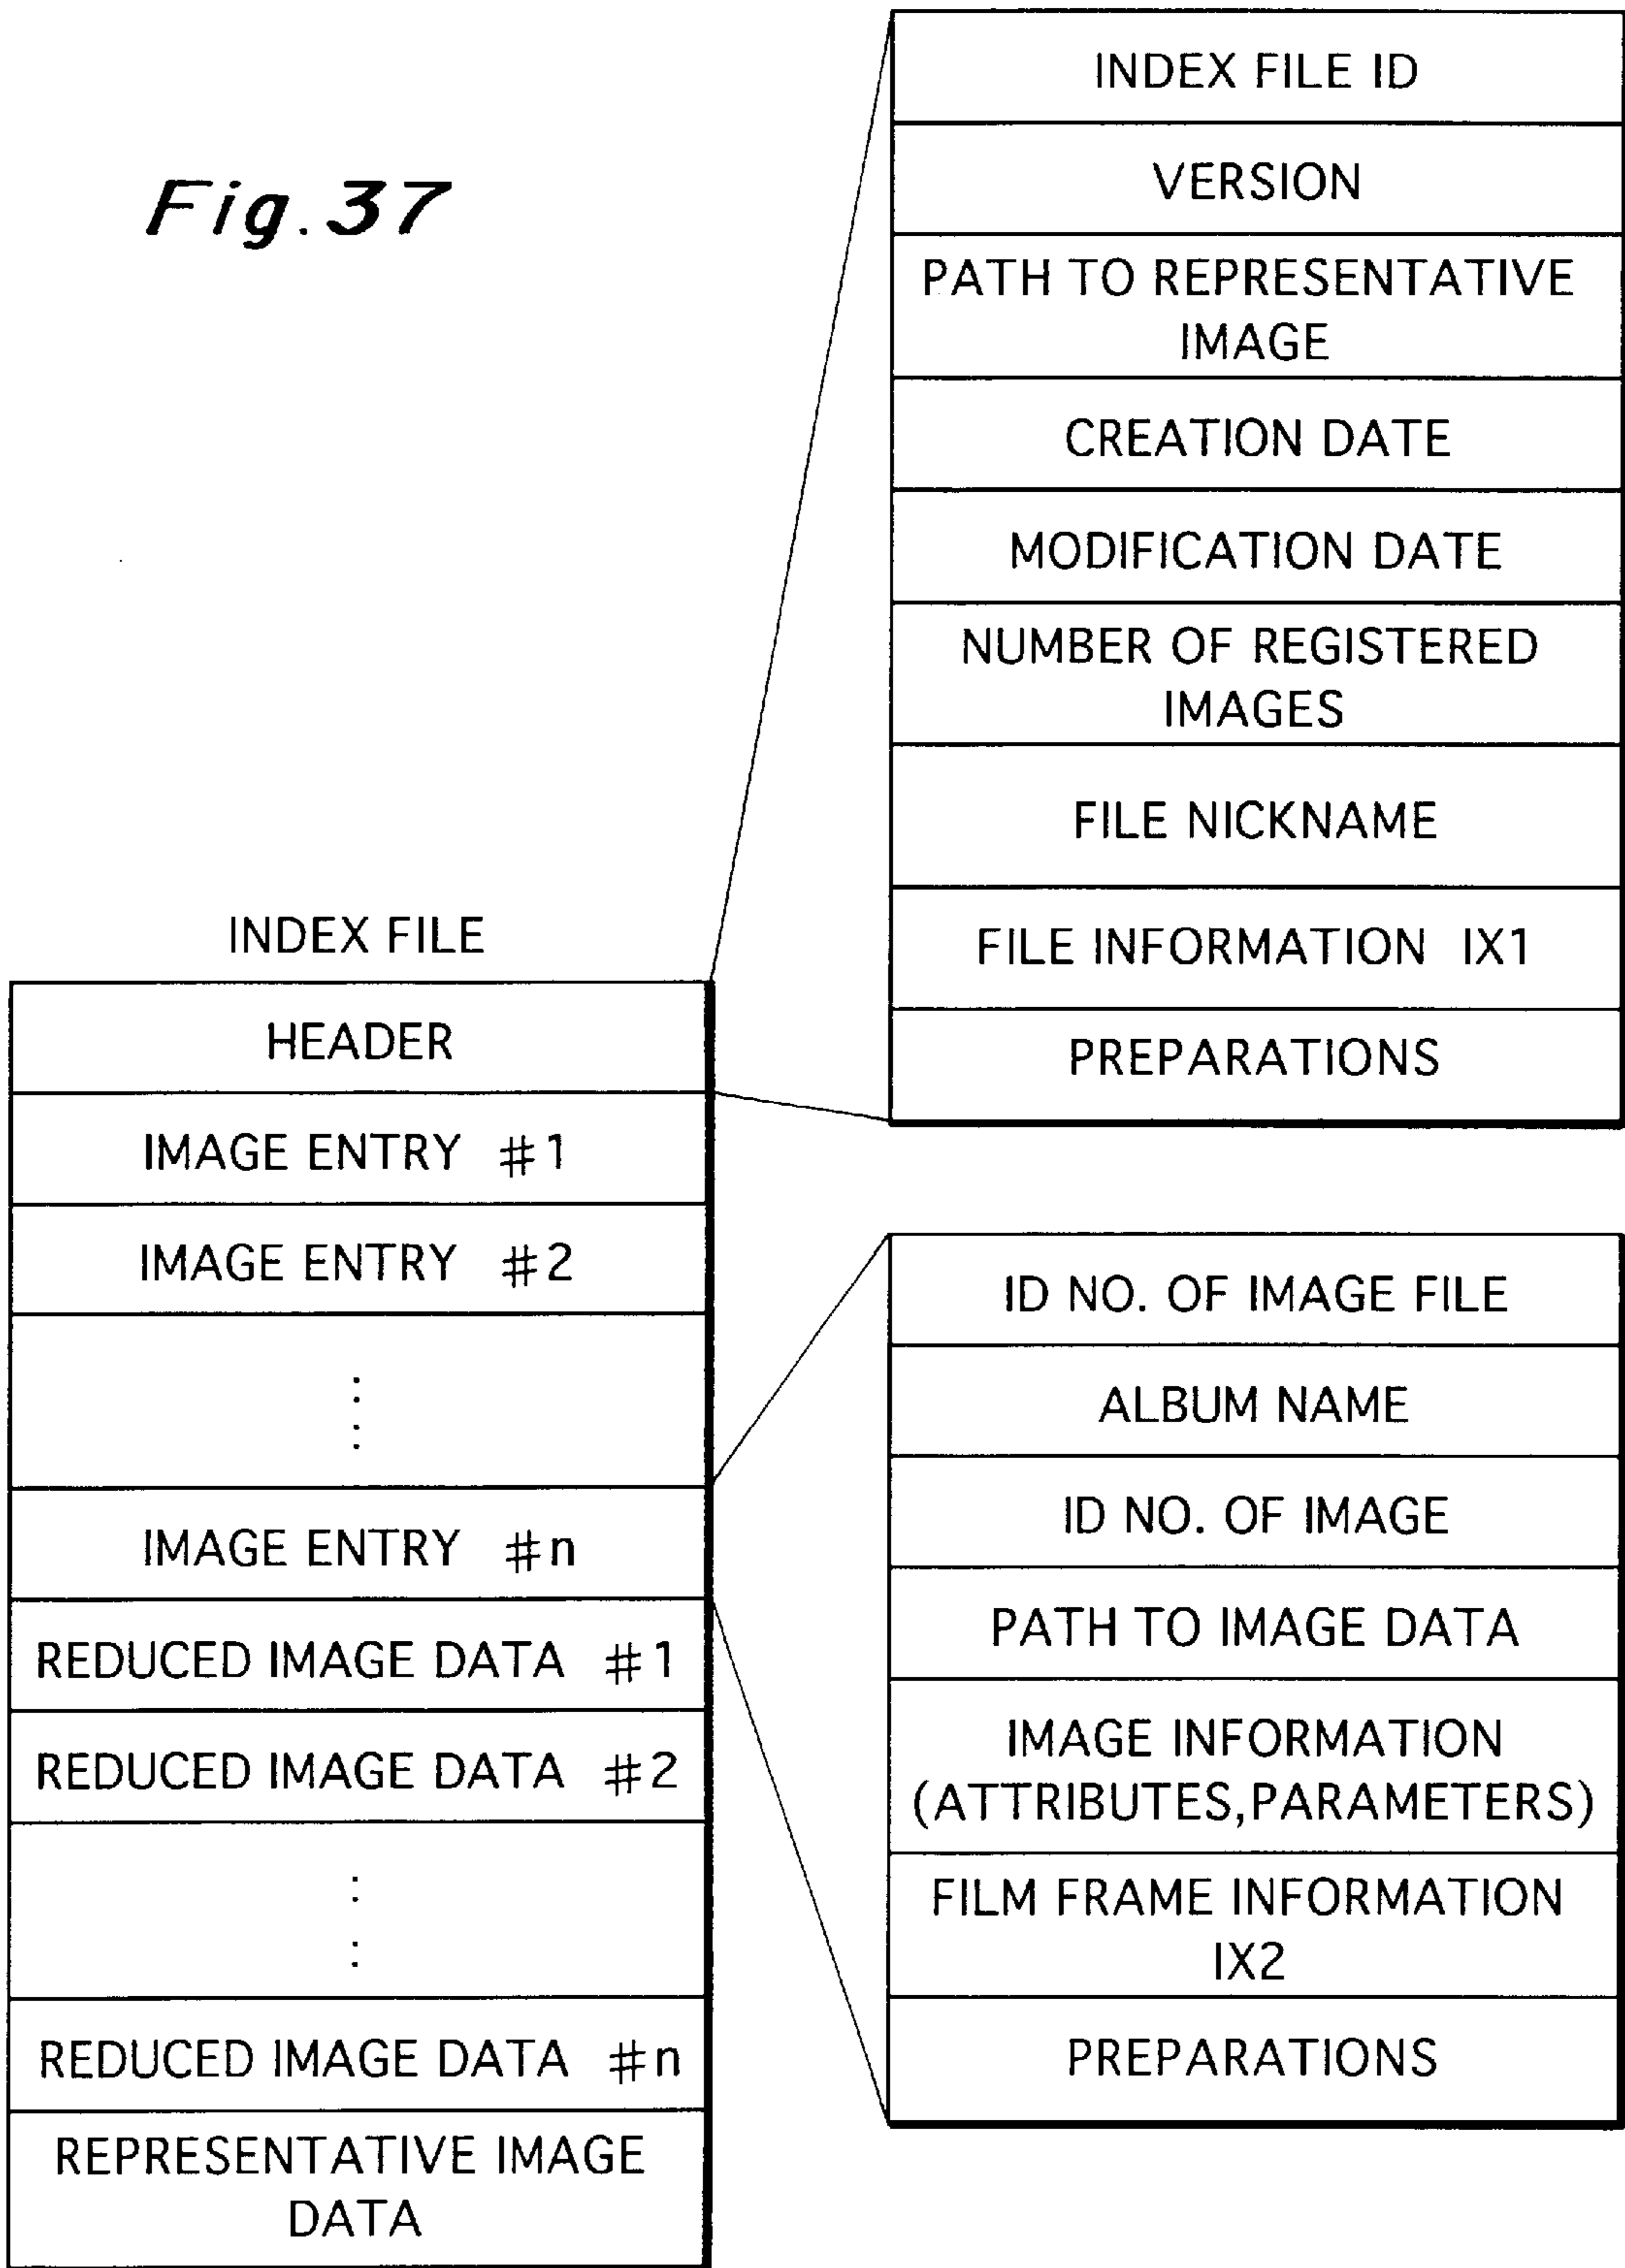 Fig.37
INDEX FILE
HEADER
IMAGE ENTRY #1
IMAGE ENTRY #2
IMAGE ENTRY #n
REDUCED IMAGE DATA #1
REDUCED IMAGE DATA #2
REDUCED IMAGE DATA #n
REPRESENTATIVE IMAGE
DATA
INDEX FILE ID
VERSION
PATH TO REPRESENTATIVE
IMAGE
CREATION DATE
MODIFICATION DATE
NUMBER OF REGISTERED
IMAGES
FILE NICKNAME
FILE INFORMATION IX1
PREPARATIONS
ID NO. OF IMAGE FILE
ALBUM NAME
ID NO. OF IMAGE
PATH TO IMAGE DATA
IMAGE INFORMATION
(ATTRIBUTES,PARAMETERS)
FILM FRAME INFORMATION
IX2
PREPARATIONS